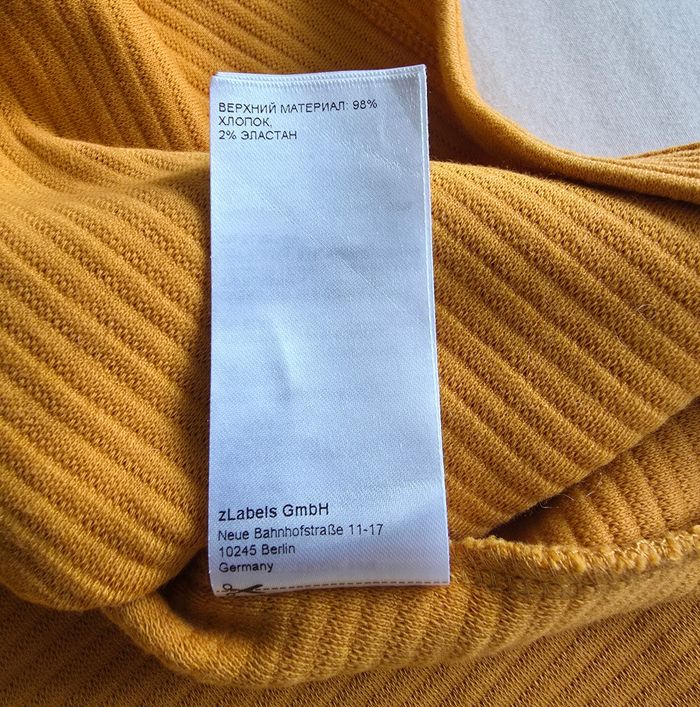 ВЕРХНИЙ МАТЕРИАЛ: 98%
ХЛОПОК,
2% ЭЛАСТАН
zLabels GmbH
Neue Bahnhofstraße 11-17
10245 Berlin
Germany